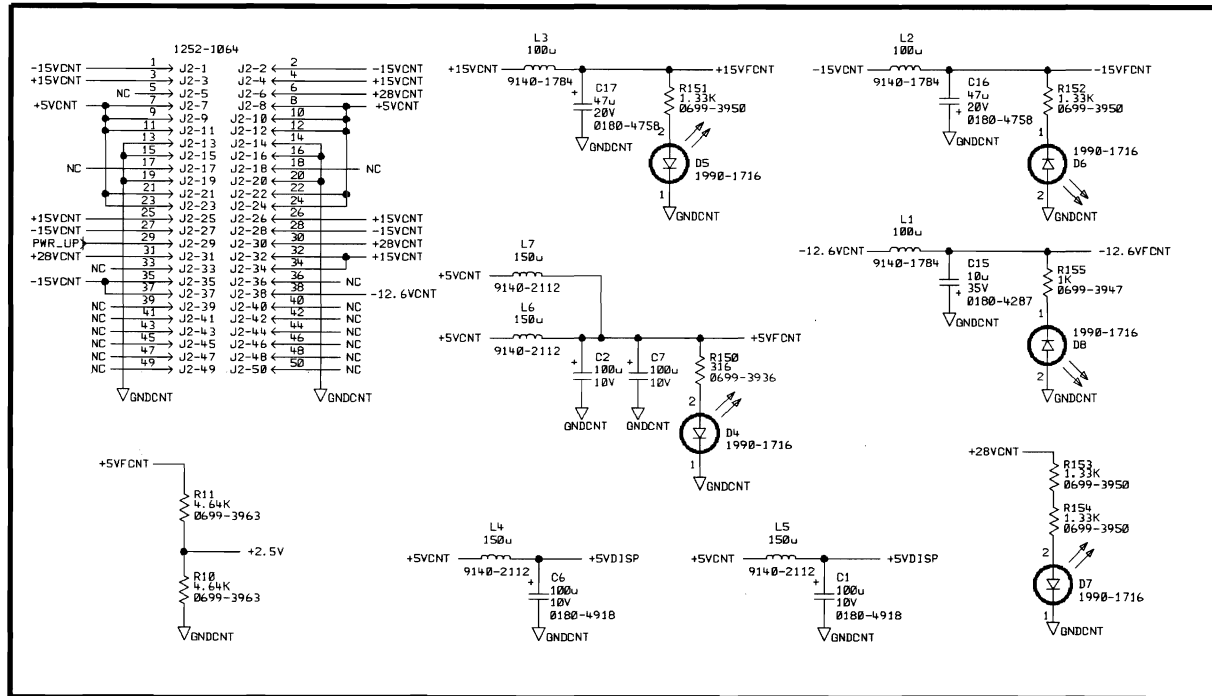 1252-1064
-15VCNT 1 J2-1 J2-2 2 -15VCNT
+15VCNT 3 J2-3 J2-4 4 +15VCNT
NC 5 J2-5 J2-6 6 +28VCNT
+5VCNT 7 J2-7 J2-8 8 +5VCNT
9 J2-9 J2-10 10
11 J2-11 J2-12 12
13 J2-13 J2-14 14
15 J2-15 J2-16 16
NC 17 J2-17 J2-18 18 NC
19 J2-19 J2-20 20
21 J2-21 J2-22 22
23 J2-23 J2-24 24
+15VCNT 25 J2-25 J2-26 26 +15VCNT
-15VCNT 27 J2-27 J2-28 28 -15VCNT
PWR_UP 29 J2-29 J2-30 30 +28VCNT
+28VCNT 31 J2-31 J2-32 32 +15VCNT
NC 33 J2-33 J2-34 34
-15VCNT 35 J2-35 J2-36 36 NC
37 J2-37 J2-38 38 -12.6VCNT
NC 39 J2-39 J2-40 40 NC
NC 41 J2-41 J2-42 42 NC
NC 43 J2-43 J2-44 44 NC
NC 45 J2-45 J2-46 46 NC
NC 47 J2-47 J2-48 48 NC
NC 49 J2-49 J2-50 50 NC
GNDCNT GNDCNT
L3
100u
+15VCNT +15VFCNT
9140-1784
C17
+ 47u
20V
0180-4758
GNDCNT
R151
1.33K
0699-3950
2
D5
1990-1716
1
GNDCNT
L2
100u
-15VCNT -15VFCNT
9140-1784
C16
47u
20V
+ 0180-4758
GNDCNT
R152
1.33K
0699-3950
1
1990-1716
D6
2
GNDCNT
L1
100u
-12.6VCNT -12.6VFCNT
9140-1784
C15
10u
35V
+ 0180-4287
GNDCNT
R155
1K
0699-3947
1
1990-1716
D8
2
GNDCNT
L7
150u
+5VCNT
9140-2112
L6
150u
+5VCNT +5VFCNT
9140-2112
+ C2
100u
10V
GNDCNT
+ C7
100u
10V
GNDCNT
R150
316
0699-3936
2
D4
1990-1716
1
GNDCNT
+5VFCNT
R11
4.64K
0699-3963
+2.5V
R10
4.64K
0699-3963
GNDCNT
L4
150u
+5VCNT +5VDISP
9140-2112
+ C6
100u
10V
0180-4918
GNDCNT
L5
150u
+5VCNT +5VDISP
9140-2112
+ C1
100u
10V
0180-4918
GNDCNT
+28VCNT
R153
1.33K
0699-3950
R154
1.33K
0699-3950
2
D7
1990-1716
1
GNDCNT